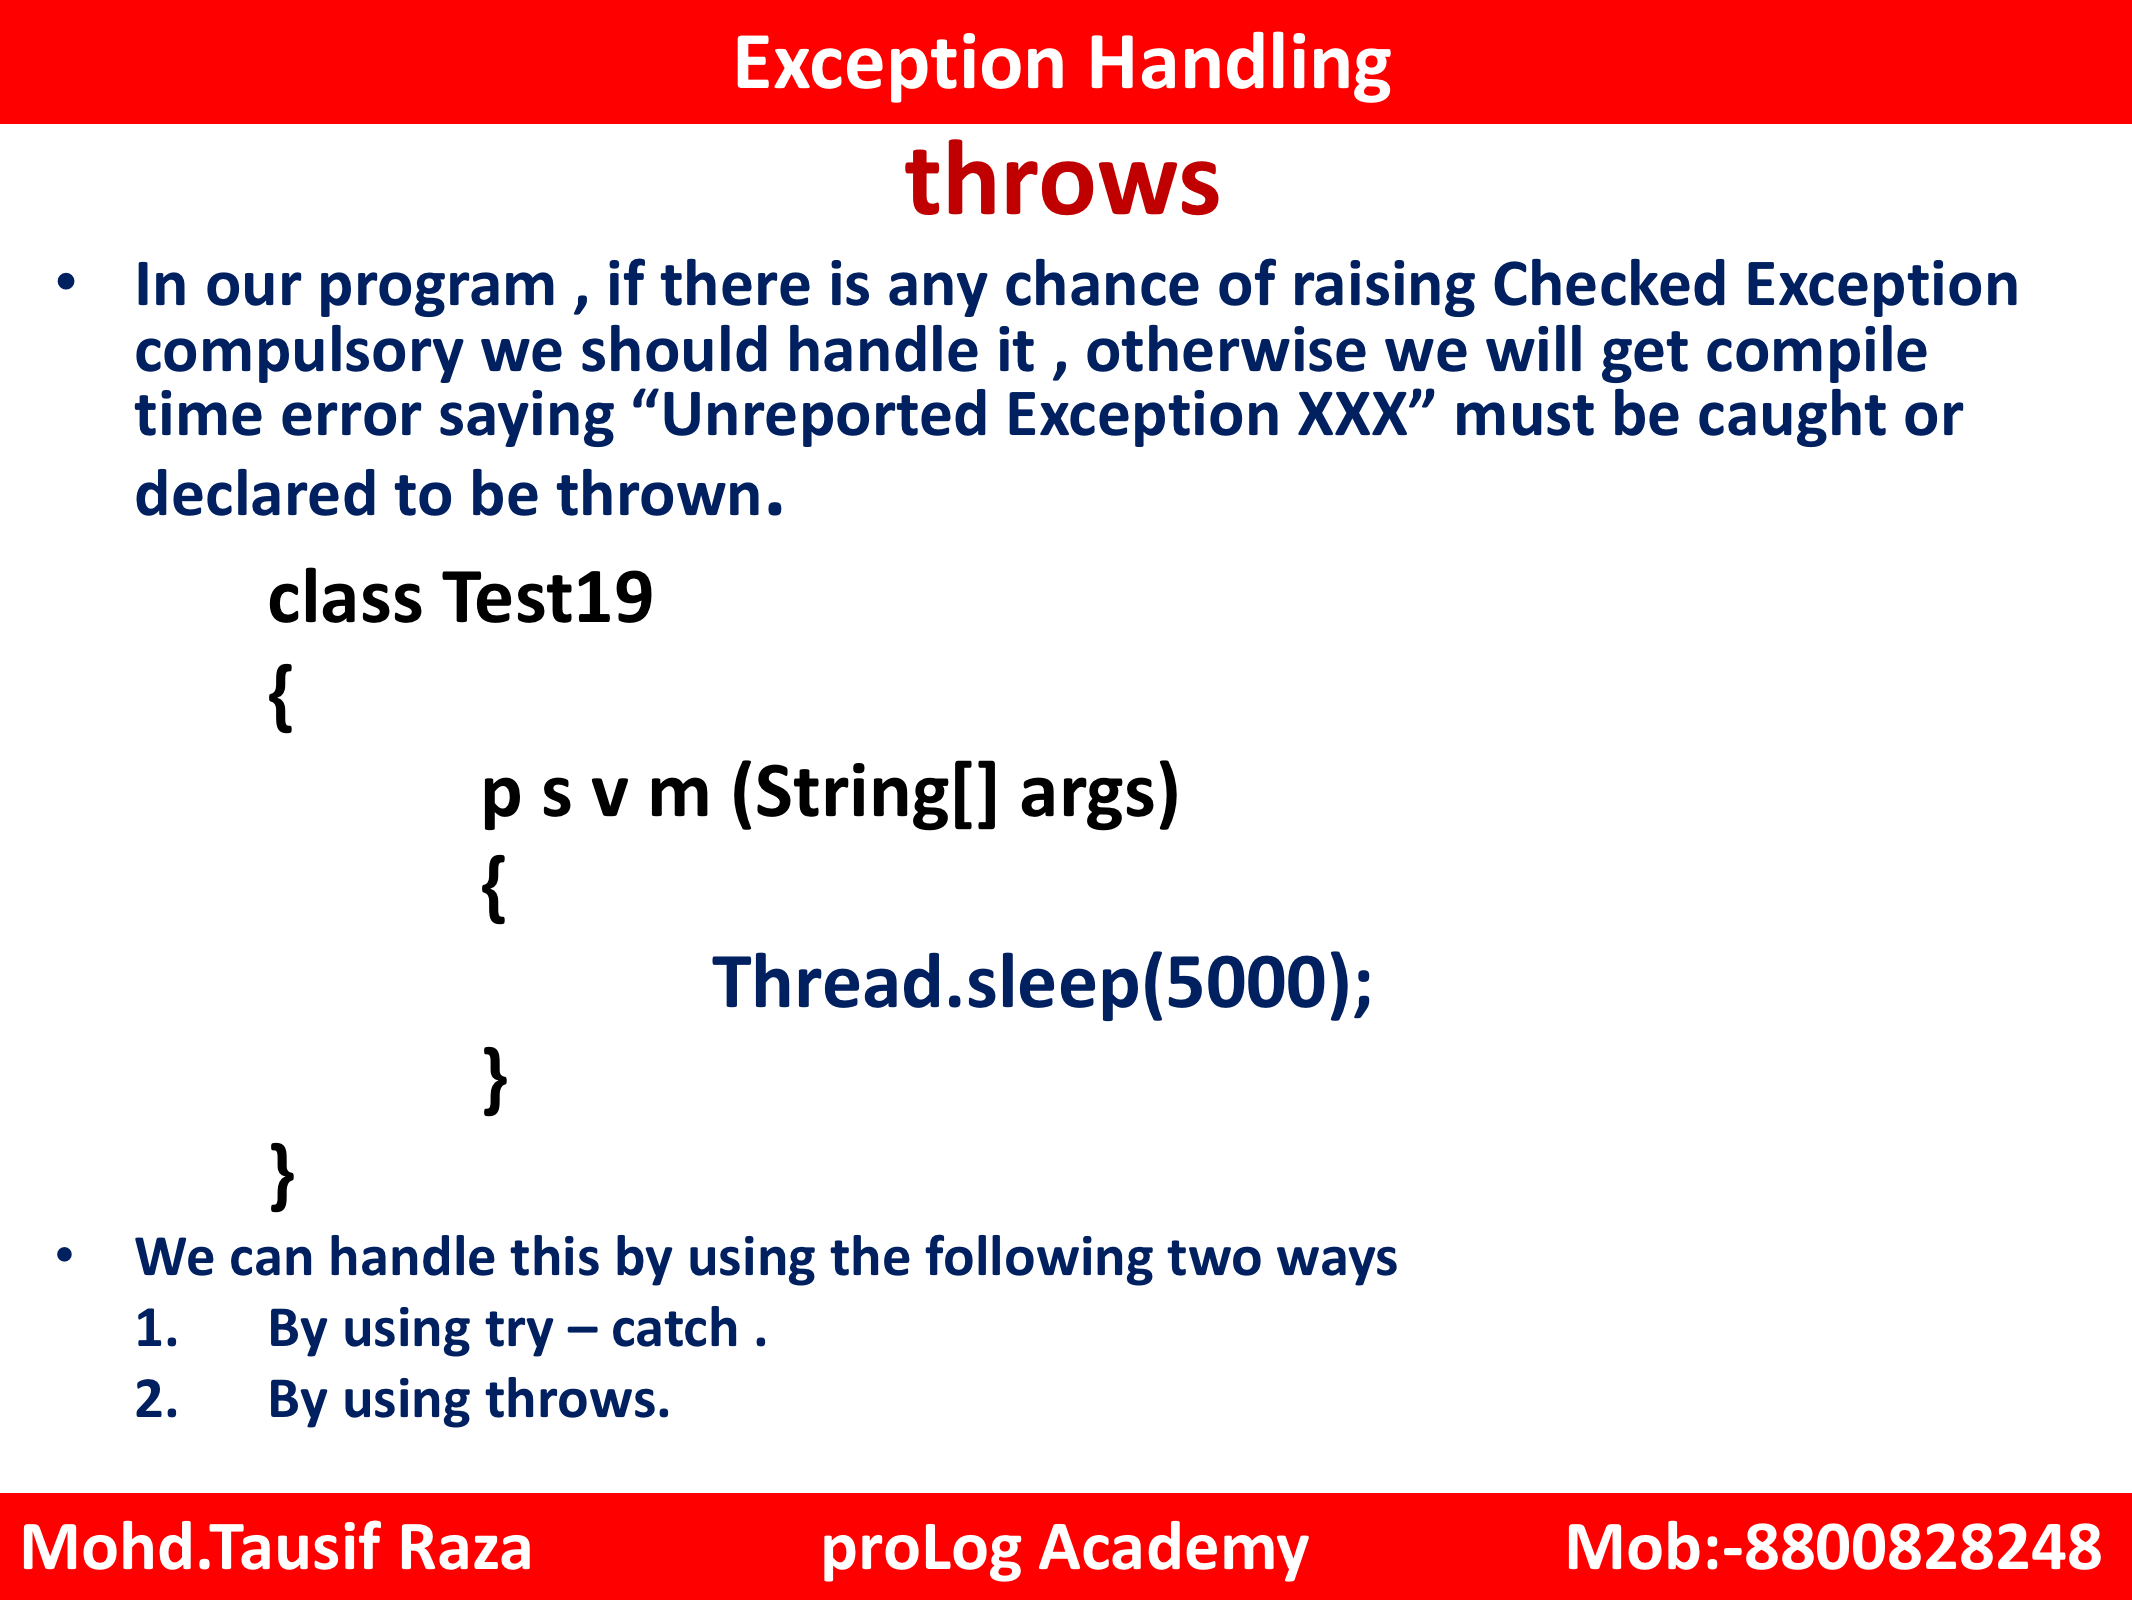 Exception Handling
throws
• In our program , if there is any chance of raising Checked Exception
compulsory we should handle it , otherwise we will get compile
time error saying “Unreported Exception XXX” must be caught or
declared to be thrown.
class Test19
{
p s v m (String[] args)
{
Thread.sleep(5000);
}
}
• We can handle this by using the following two ways
1. By using try – catch .
2. By using throws.
Mohd.Tausif Raza proLog Academy Mob:-8800828248